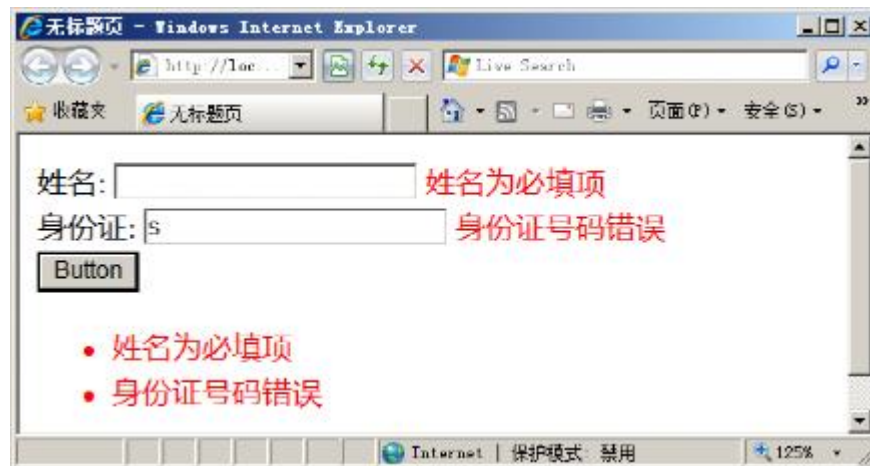 无标题页 - Windows Internet Explorer
http://loc... Live Search
收藏夹 无标题页 页面(P) 安全(S) »
姓名: 姓名为必填项
身份证: s 身份证号码错误
Button
• 姓名为必填项
• 身份证号码错误
Internet | 保护模式: 禁用 125%